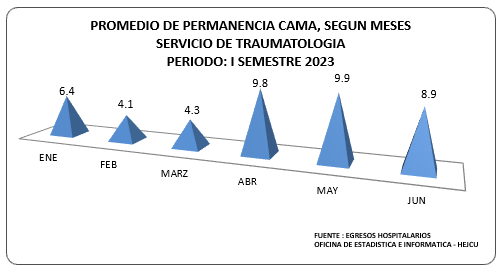 PROMEDIO DE PERMANENCIA CAMA, SEGUN MESES
SERVICIO DE TRAUMATOLOGIA
PERIODO: I SEMESTRE 2023
6.4
4.1
4.3
9.8
9.9
8.9
ENE
FEB
MARZ
ABR
MAY
JUN
FUENTE : EGRESOS HOSPITALARIOS
OFICINA DE ESTADISTICA E INFORMATICA - HEJCU